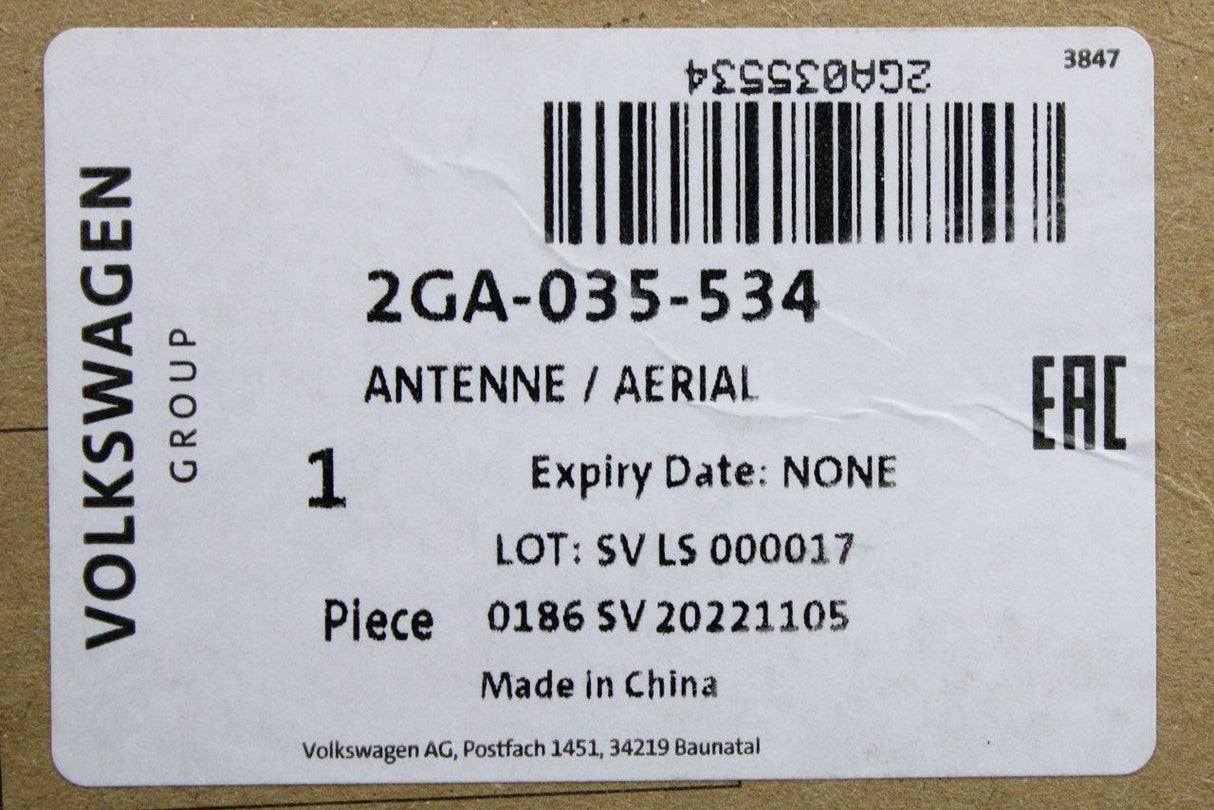 3847
2GA035534
2GA-035-534
ANTENNE / AERIAL
EAC
1
Expiry Date: NONE
LOT: SV LS 000017
Piece 0186 SV 20221105
Made in China
Volkswagen AG, Postfach 1451, 34219 Baunatal
VOLKSWAGEN
GROUP